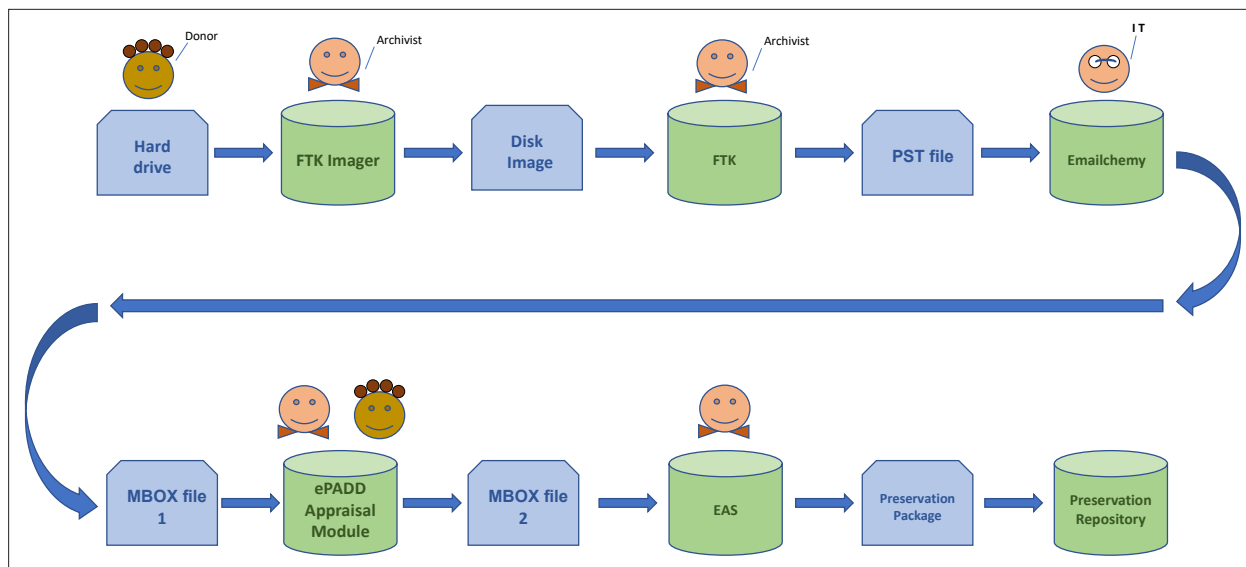 Donor
Archivist
Archivist
I T
Hard
drive
FTK Imager
Disk
Image
FTK
PST file
Emailchemy
MBOX file
1
ePADD
Appraisal
Module
MBOX file
2
EAS
Preservation
Package
Preservation
Repository